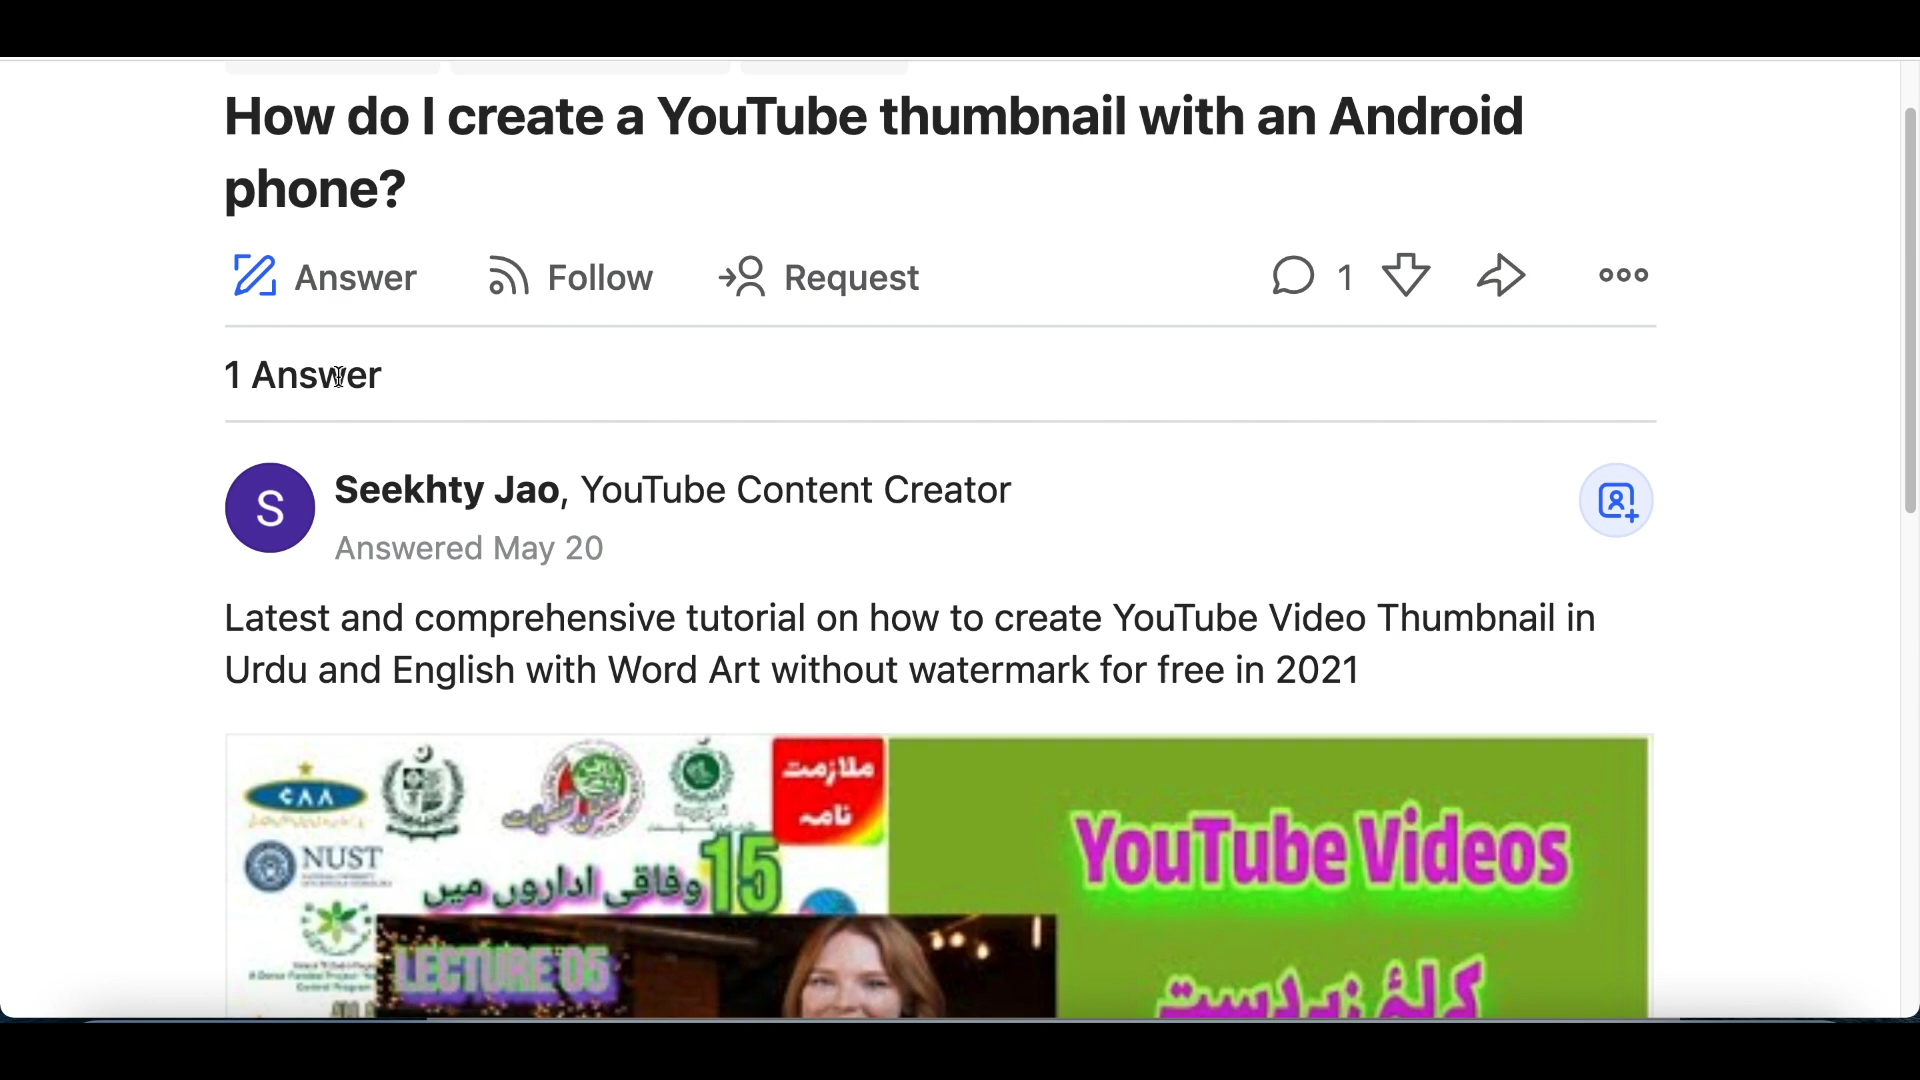 How do I create a YouTube thumbnail with an Android
phone?
Answer
Follow
Request
1
1 Answer
S
Seekhty Jao, YouTube Content Creator
Answered May 20
Latest and comprehensive tutorial on how to create YouTube Video Thumbnail in
Urdu and English with Word Art without watermark for free in 2021
CAA
ملازمت
نامہ
NUST
15 وفاقی اداروں میں
YouTube Videos
LECTURE 05